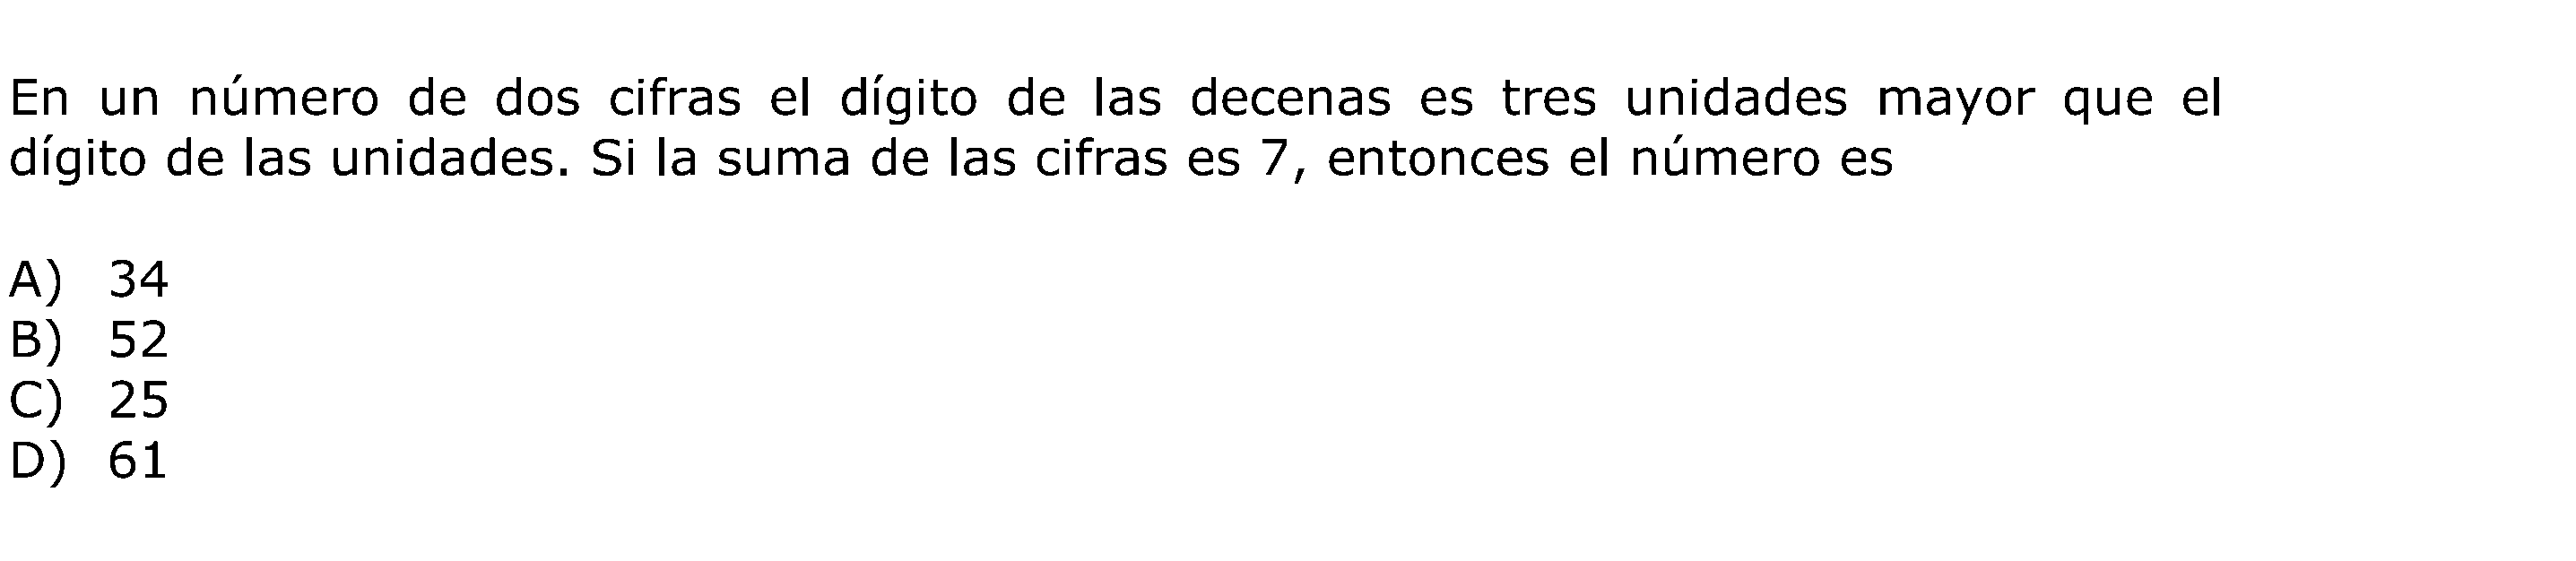 En un número de dos cifras el dígito de las decenas es tres unidades mayor que el
dígito de las unidades. Si la suma de las cifras es 7, entonces el número es
A) 34
B) 52
C) 25
D) 61